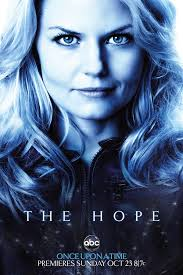 THE HOPE
abc
ONCE UPON A TIME
PREMIERES SUNDAY OCT 23 8|7c